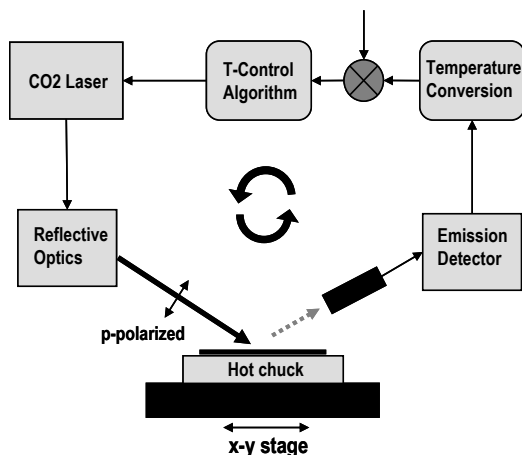 CO2 Laser
T-Control
Algorithm
Temperature
Conversion
Reflective
Optics
Emission
Detector
p-polarized
Hot chuck
x-y stage